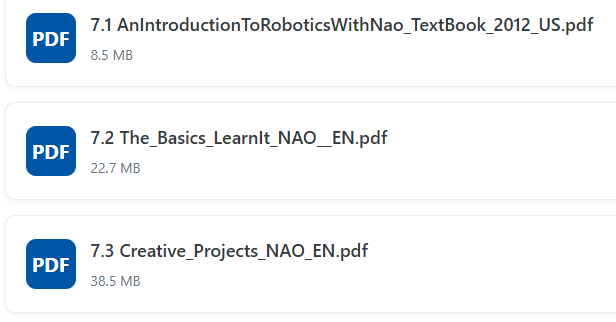 PDF
7.1 AnIntroductionToRoboticsWithNao_TextBook_2012_US.pdf
8.5 MB
PDF
7.2 The_Basics_LearnIt_NAO__EN.pdf
22.7 MB
PDF
7.3 Creative_Projects_NAO_EN.pdf
38.5 MB